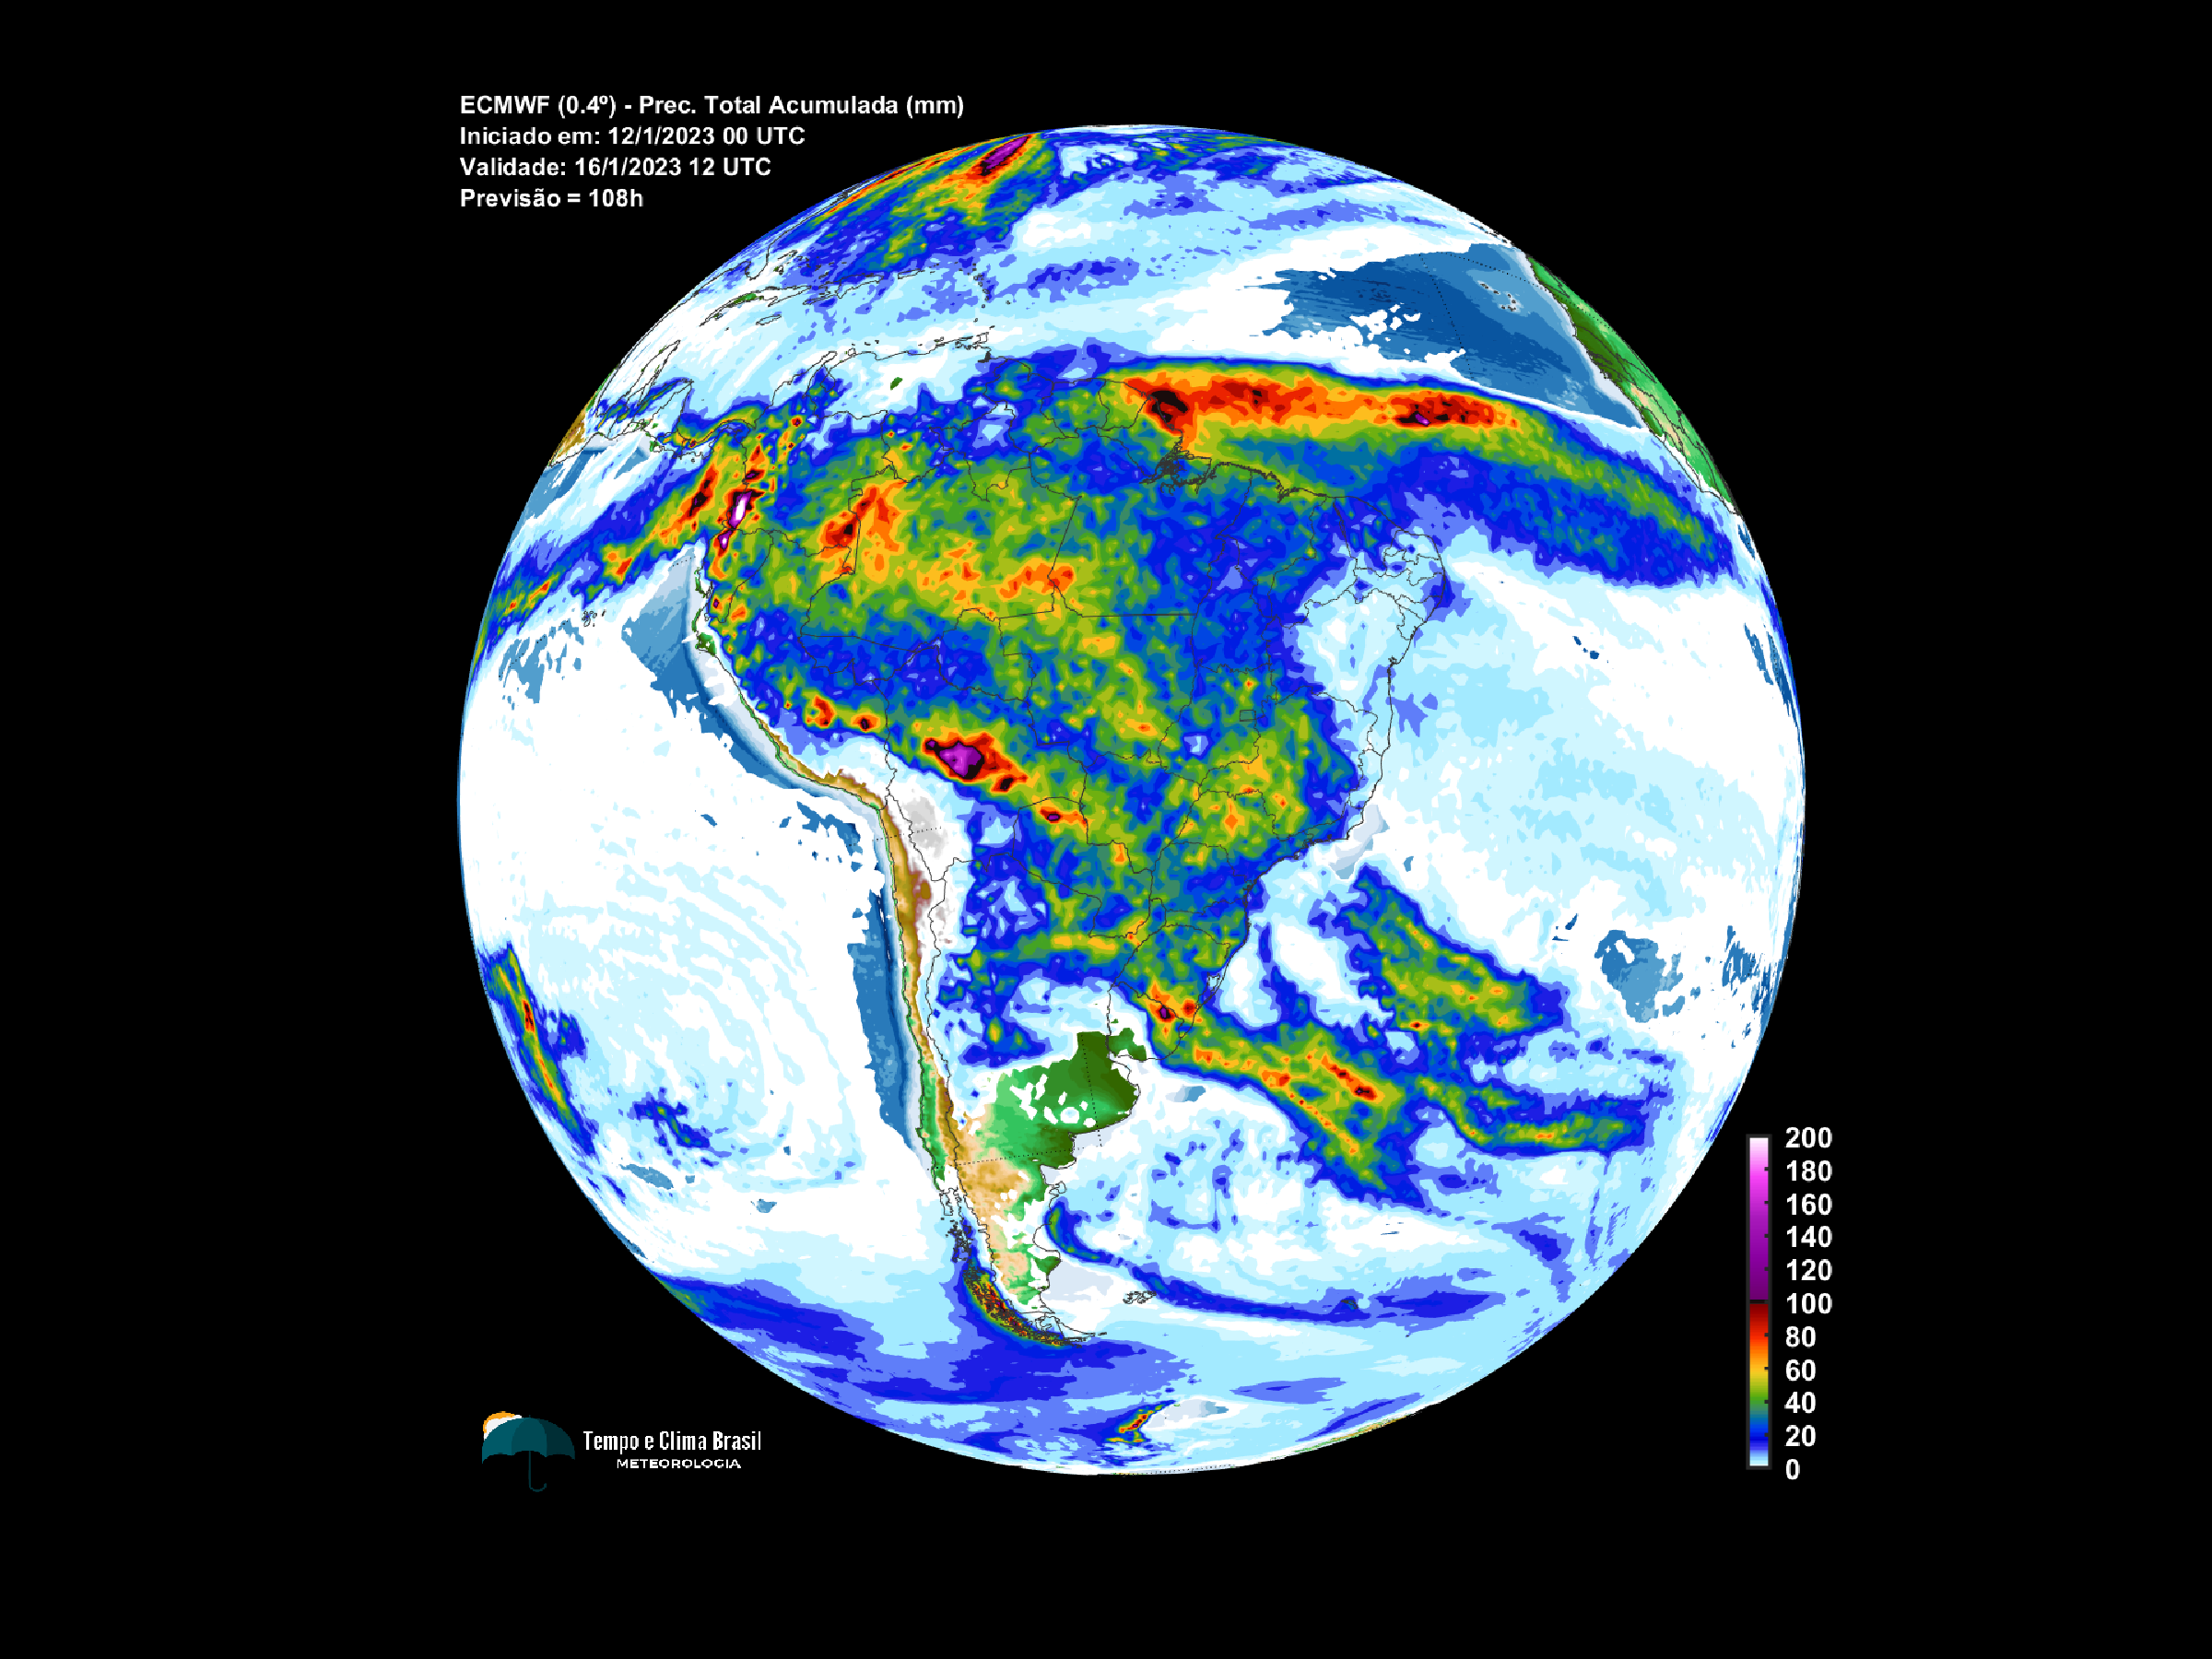 ECMWF (0.4º) - Prec. Total Acumulada (mm)
Iniciado em: 12/1/2023 00 UTC
Validade: 16/1/2023 12 UTC
Previsão = 108h
200
180
160
140
120
100
80
60
40
20
0
Tempo e Clima Brasil
METEOROLOGIA